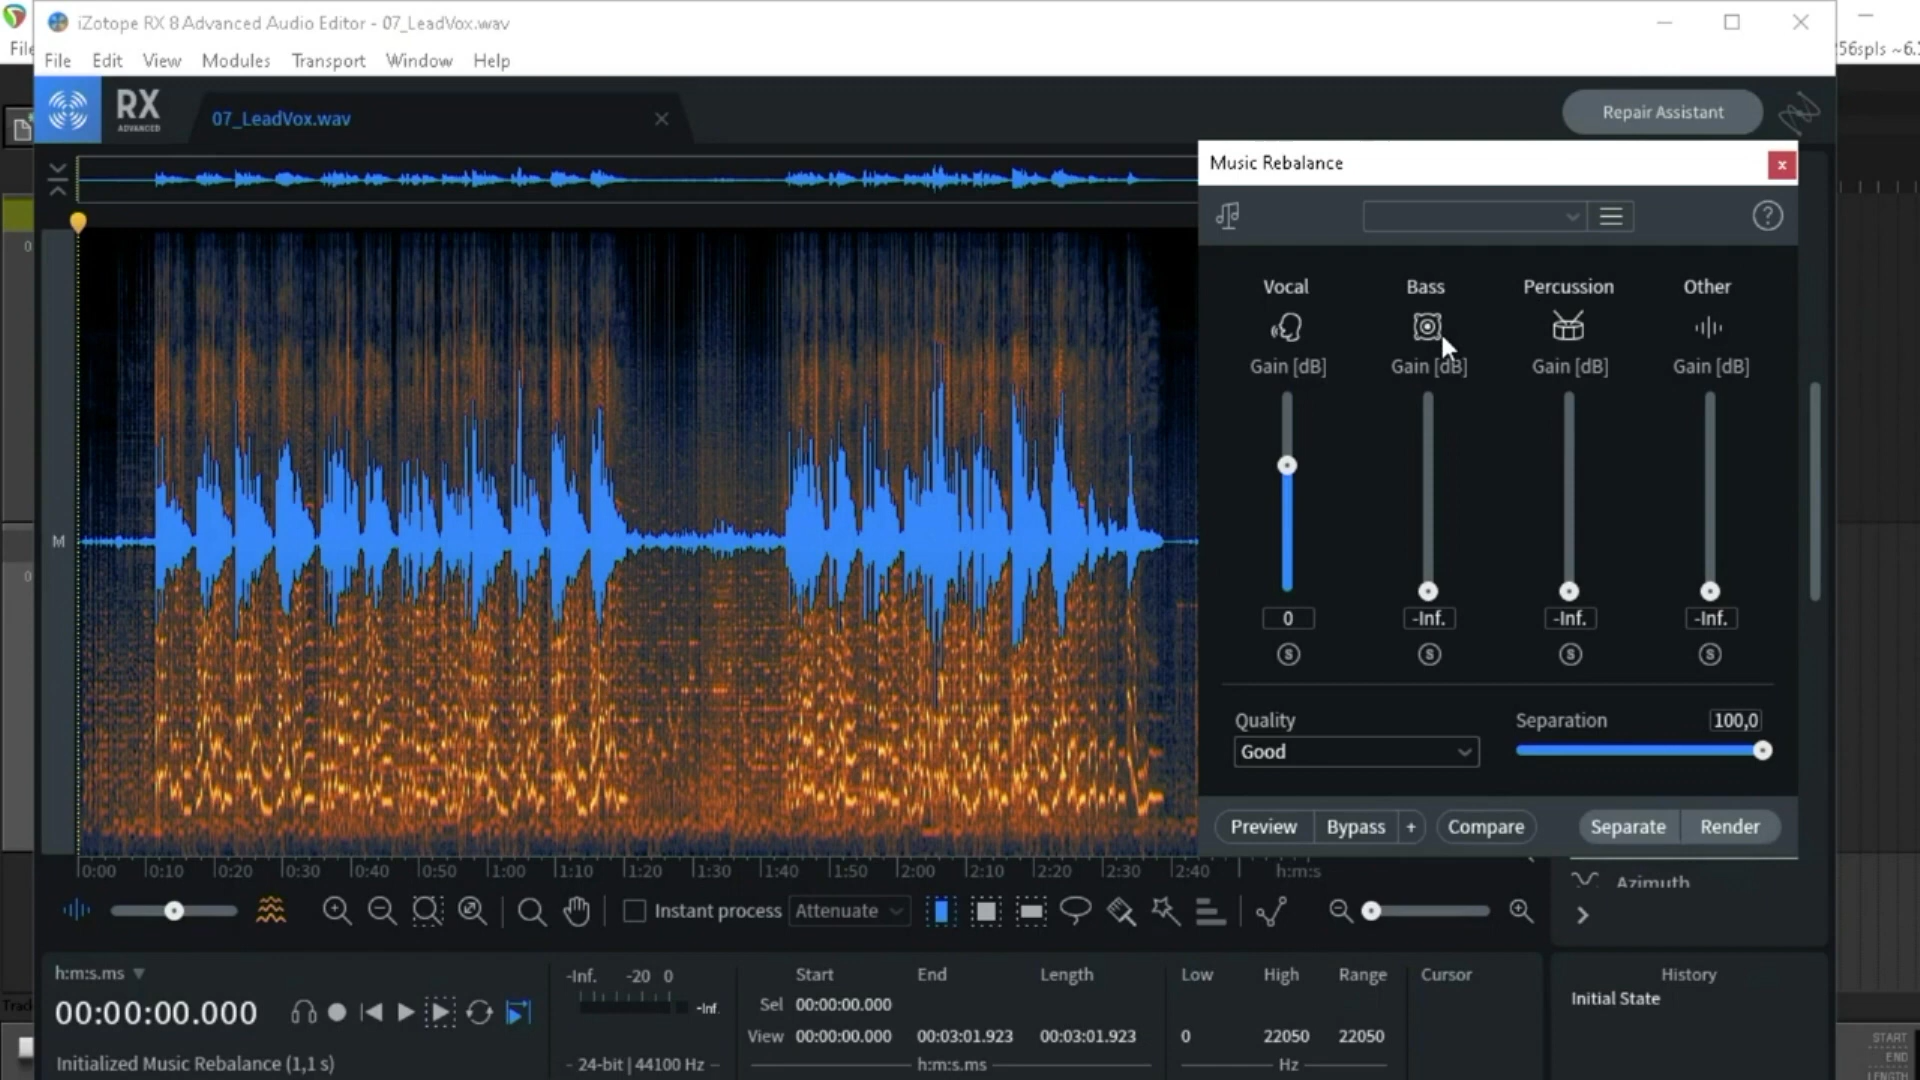 iZotope RX 8 Advanced Audio Editor - 07_LeadVox.wav
File
File Edit View Modules Transport Window Help
56spls ~6.
RX
ADVANCED
07_LeadVox.wav
Repair Assistant
Music Rebalance
0
Vocal Bass Percussion Other
Gain [dB] Gain [dB] Gain [dB] Gain [dB]
M
0
0 -Inf. -Inf. -Inf.
S S S S
Quality Separation 100,0
Good
Preview Bypass + Compare Separate Render
0:00 0:10 0:20 0:30 0:40 0:50 1:00 1:10 1:20 1:30 1:40 1:50 2:00 2:10 2:20 2:30 2:40 h:m:s
Azimuth
Instant process Attenuate
h:m:s.ms -Inf. -20 0 Start End Length Low High Range Cursor History
00:00:00.000 -Inf. Sel 00:00:00.000 Initial State
View 00:00:00.000 00:03:01.923 00:03:01.923 0 22050 22050
Initialized Music Rebalance (1,1 s) 24-bit | 44100 Hz h:m:s.ms Hz
START
END
LENGTH